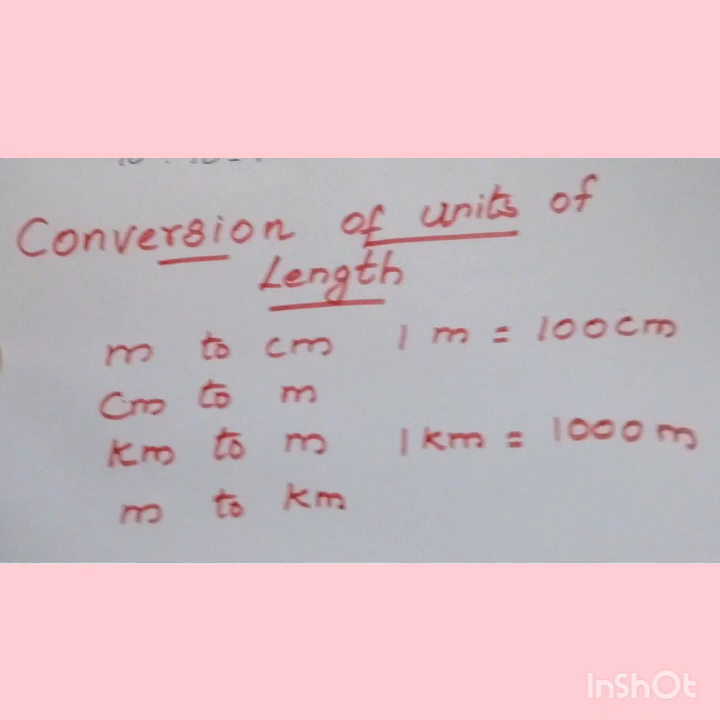 Conversion of units of
Length
m to cm 1 m = 100cm
Cm to m
Km to m 1 km = 1000 m
m to km
InShOt